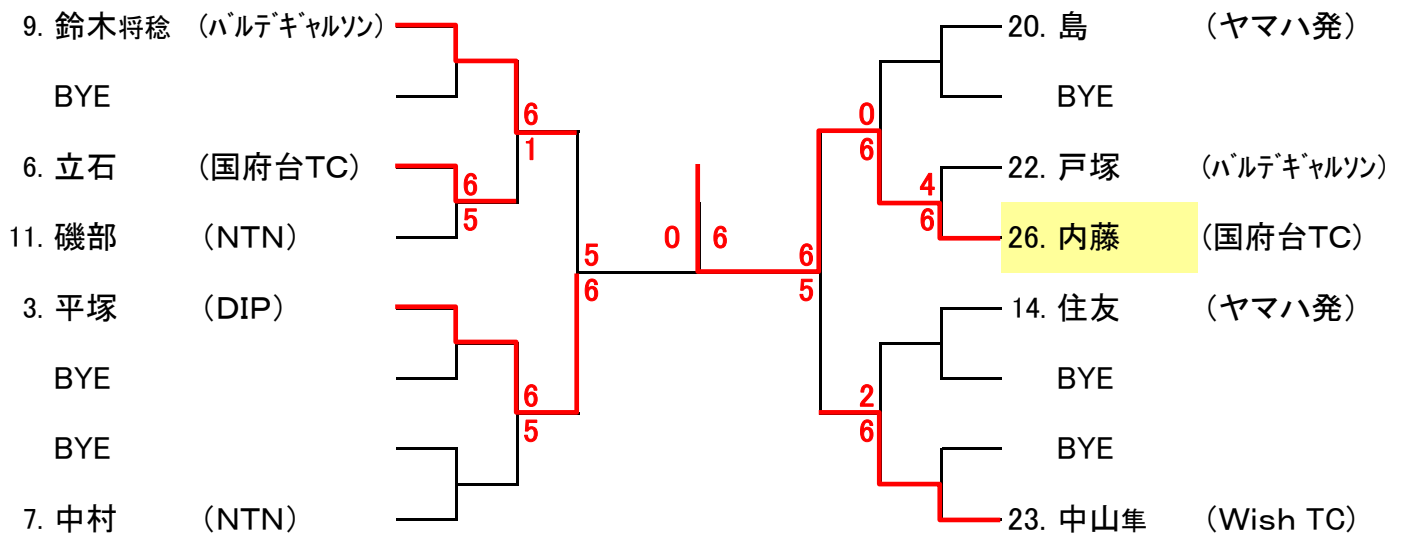 9. 鈴木将稔 （ﾊﾞﾙﾃﾞｷﾞｬﾙｿﾝ）
BYE
6. 立石 （国府台TC）
11. 磯部 （NTN）
3. 平塚 （DIP）
BYE
BYE
7. 中村 （NTN）
6
1
6
5
5
6
6
5
0 6
6
5
0
6
4
6
2
6
20. 島 （ヤマハ発）
BYE
22. 戸塚 （ﾊﾞﾙﾃﾞｷﾞｬﾙｿﾝ）
26. 内藤 （国府台TC）
14. 住友 （ヤマハ発）
BYE
BYE
23. 中山隼 （Wish TC）